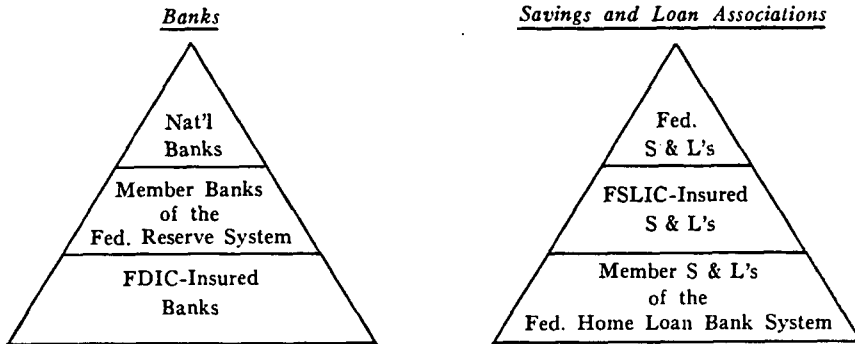 Banks
Nat'l
Banks
Member Banks
of the
Fed. Reserve System
FDIC-Insured
Banks
Savings and Loan Associations
Fed.
S & L's
FSLIC-Insured
S & L's
Member S & L's
of the
Fed. Home Loan Bank System